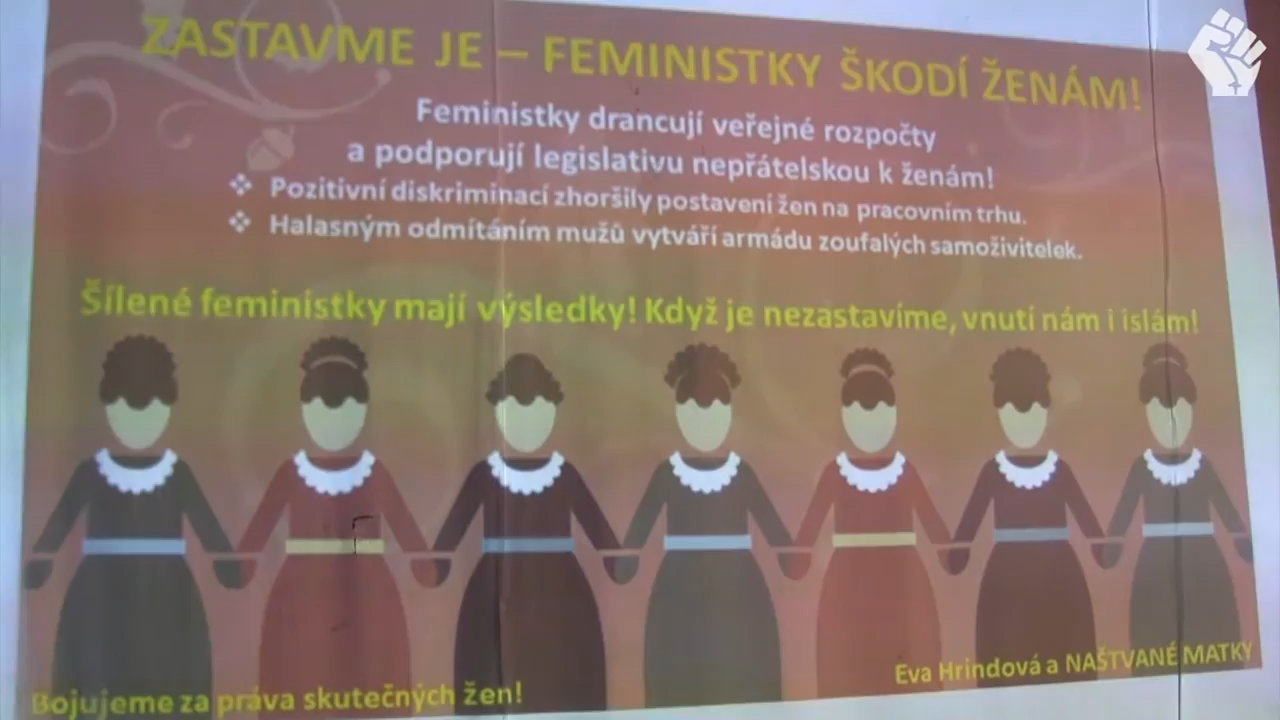 ZASTAVME JE – FEMINISTKY ŠKODÍ ŽENÁM!
Feministky drancují veřejné rozpočty
a podporují legislativu nepřátelskou k ženám!
❖ Pozitivní diskriminací zhoršily postavení žen na pracovním trhu.
❖ Halasným odmítáním mužů vytváří armádu zoufalých samoživitelek.
Šílené feministky mají výsledky! Když je nezastavíme, vnutí nám i islám!
Eva Hrindová a NAŠTVANÉ MATKY
Bojujeme za práva skutečných žen!